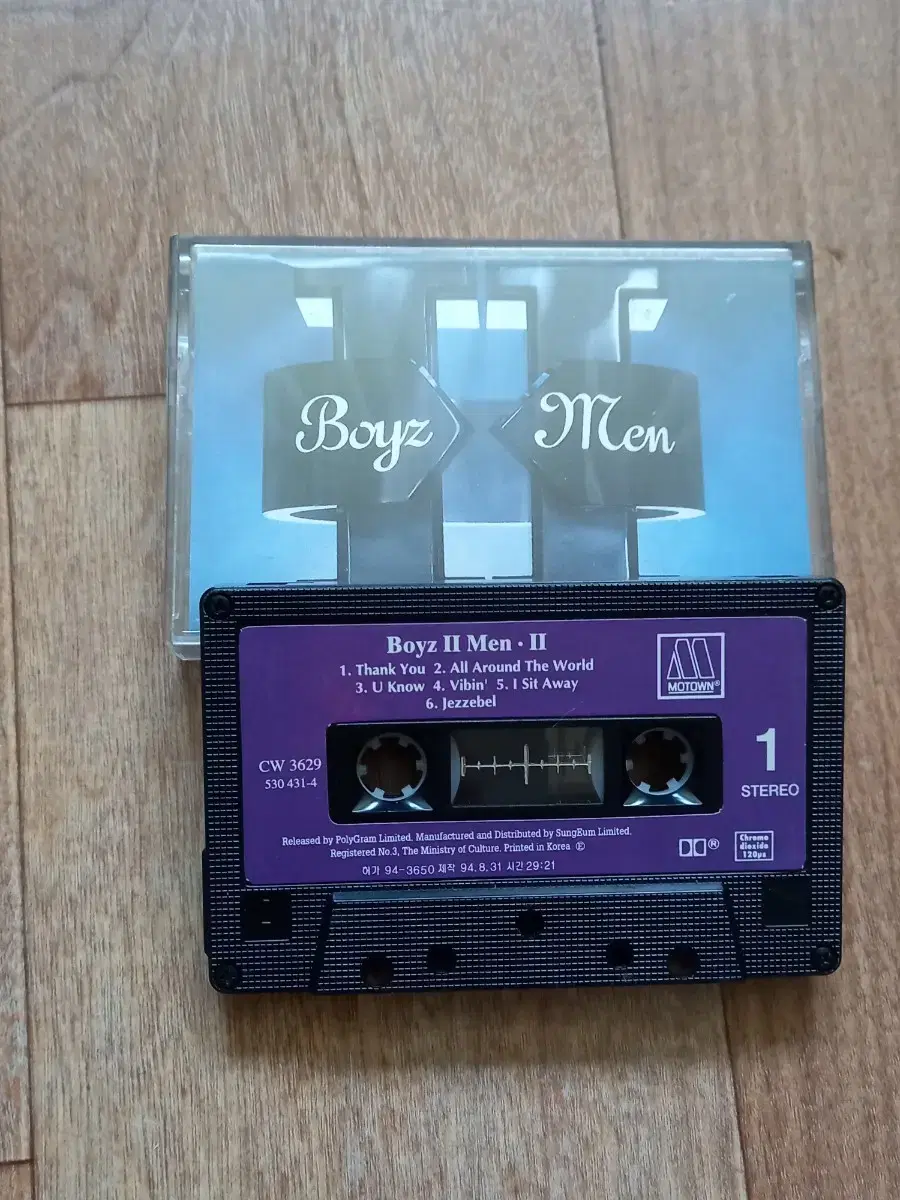 Boyz Men
Boyz II Men · II
1. Thank You 2. All Around The World
3. U Know 4. Vibin' 5. I Sit Away
6. Jezzebel
MOTOWN®
1
STEREO
CW 3629
530 431-4
Released by PolyGram Limited. Manufactured and Distributed by SungEum Limited.
Registered No.3, The Ministry of Culture. Printed in Korea Ⓔ
허가 94-3650 제작 94.8.31 시간 29:21
®
Chrome
dioxide
120µs